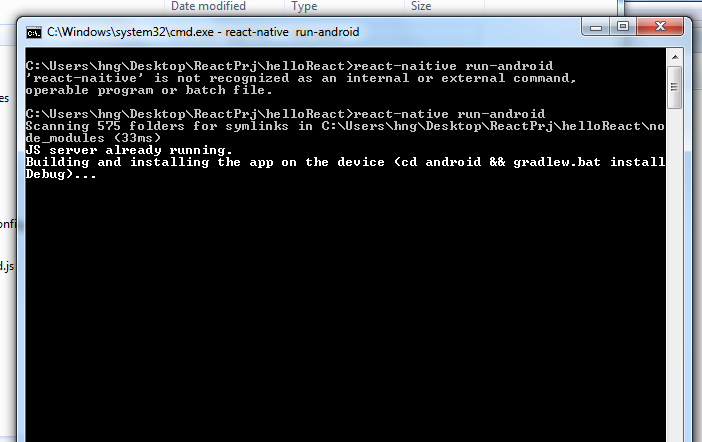 Date modified Type Size
C:\Windows\system32\cmd.exe - react-native run-android
C:\Users\hng\Desktop\ReactPrj\helloReact>react-naitive run-android
'react-naitive' is not recognized as an internal or external command,
operable program or batch file.
C:\Users\hng\Desktop\ReactPrj\helloReact>react-native run-android
Scanning 575 folders for symlinks in C:\Users\hng\Desktop\ReactPrj\helloReact\no
de_modules (33ms)
JS server already running.
Building and installing the app on the device (cd android && gradlew.bat install
Debug)...
es
onfi
d.js